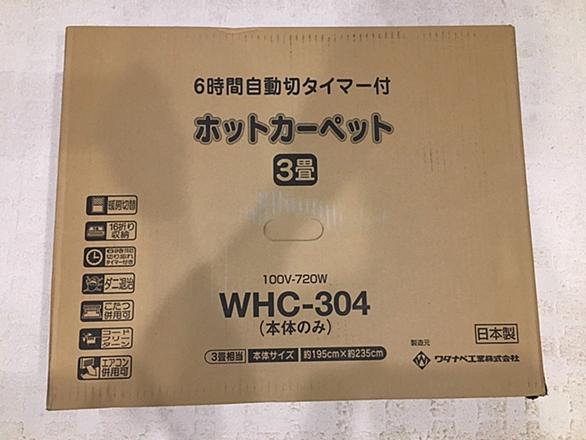 6時間自動切タイマー付
ホットカーペット
3畳
暖房切替
16折り
収納
切り忘れ
タイマー付き
ダニ退治
こたつ
併用可
コード
フリー
ターン
エアコン
併用可
100V-720W
WHC-304
(本体のみ)
3畳相当 本体サイズ 約195cm×約235cm
日本製
製造元
ワタナベ工業株式会社